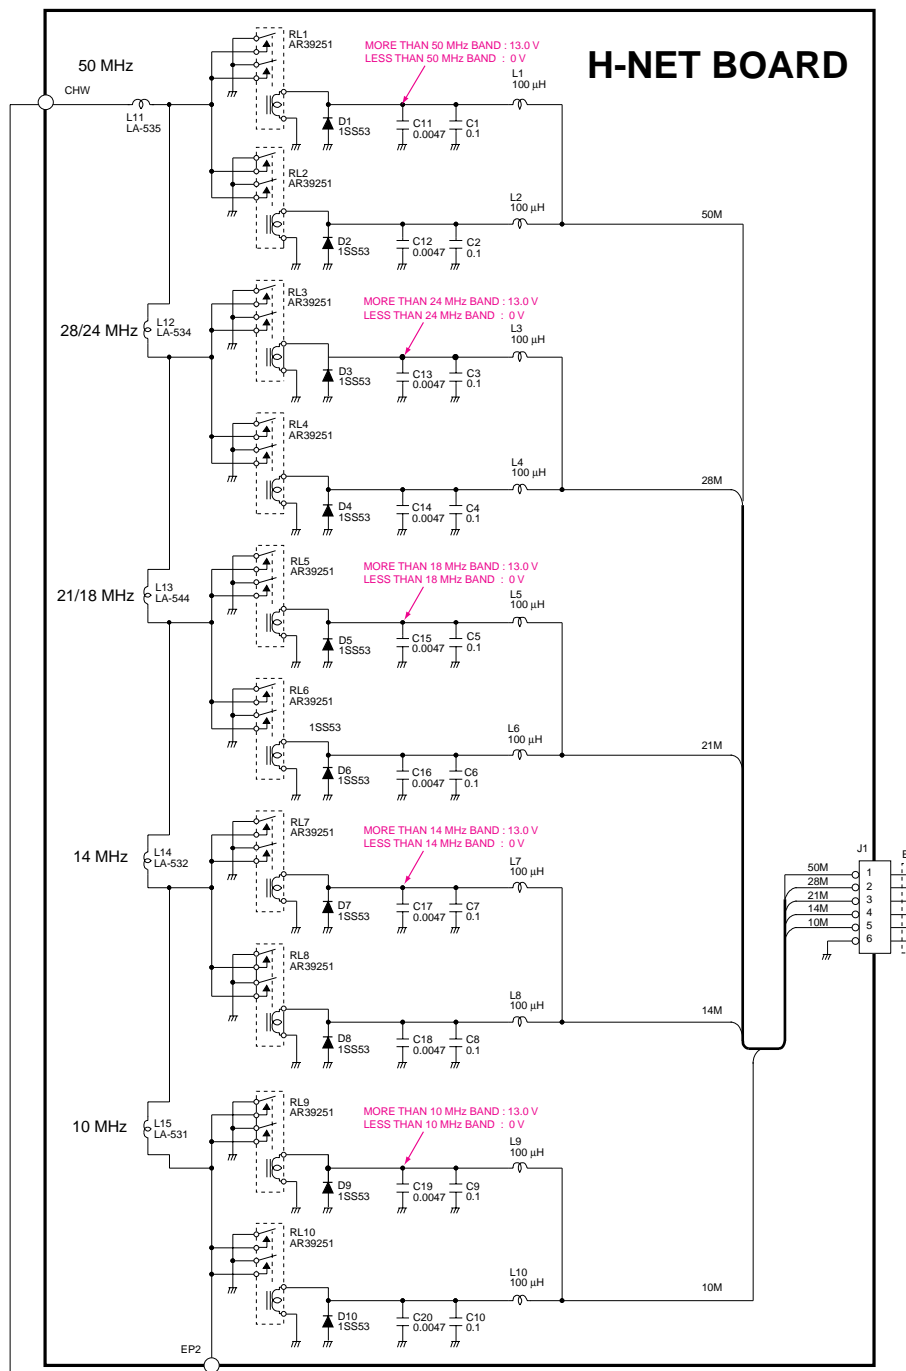 H-NET BOARD
50 MHz
CHW
L11
LA-535
RL1
AR39251
MORE THAN 50 MHz BAND : 13.0 V
LESS THAN 50 MHz BAND : 0 V
L1
100 µH
D1
1SS53
C11
0.0047
C1
0.1
RL2
AR39251
L2
100 µH
50M
D2
1SS53
C12
0.0047
C2
0.1
28/24 MHz
L12
LA-534
RL3
AR39251
MORE THAN 24 MHz BAND : 13.0 V
LESS THAN 24 MHz BAND : 0 V
L3
100 µH
D3
1SS53
C13
0.0047
C3
0.1
RL4
AR39251
L4
100 µH
28M
D4
1SS53
C14
0.0047
C4
0.1
21/18 MHz
L13
LA-544
RL5
AR39251
MORE THAN 18 MHz BAND : 13.0 V
LESS THAN 18 MHz BAND : 0 V
L5
100 µH
D5
1SS53
C15
0.0047
C5
0.1
RL6
AR39251
1SS53
L6
100 µH
21M
D6
C16
0.0047
C6
0.1
14 MHz
L14
LA-532
RL7
AR39251
MORE THAN 14 MHz BAND : 13.0 V
LESS THAN 14 MHz BAND : 0 V
L7
100 µH
D7
1SS53
C17
0.0047
C7
0.1
J1
E
50M 1
28M 2
21M 3
14M 4
10M 5
6
RL8
AR39251
L8
100 µH
14M
D8
1SS53
C18
0.0047
C8
0.1
10 MHz
L15
LA-531
RL9
AR39251
MORE THAN 10 MHz BAND : 13.0 V
LESS THAN 10 MHz BAND : 0 V
L9
100 µH
D9
1SS53
C19
0.0047
C9
0.1
RL10
AR39251
L10
100 µH
10M
D10
1SS53
C20
0.0047
C10
0.1
EP2